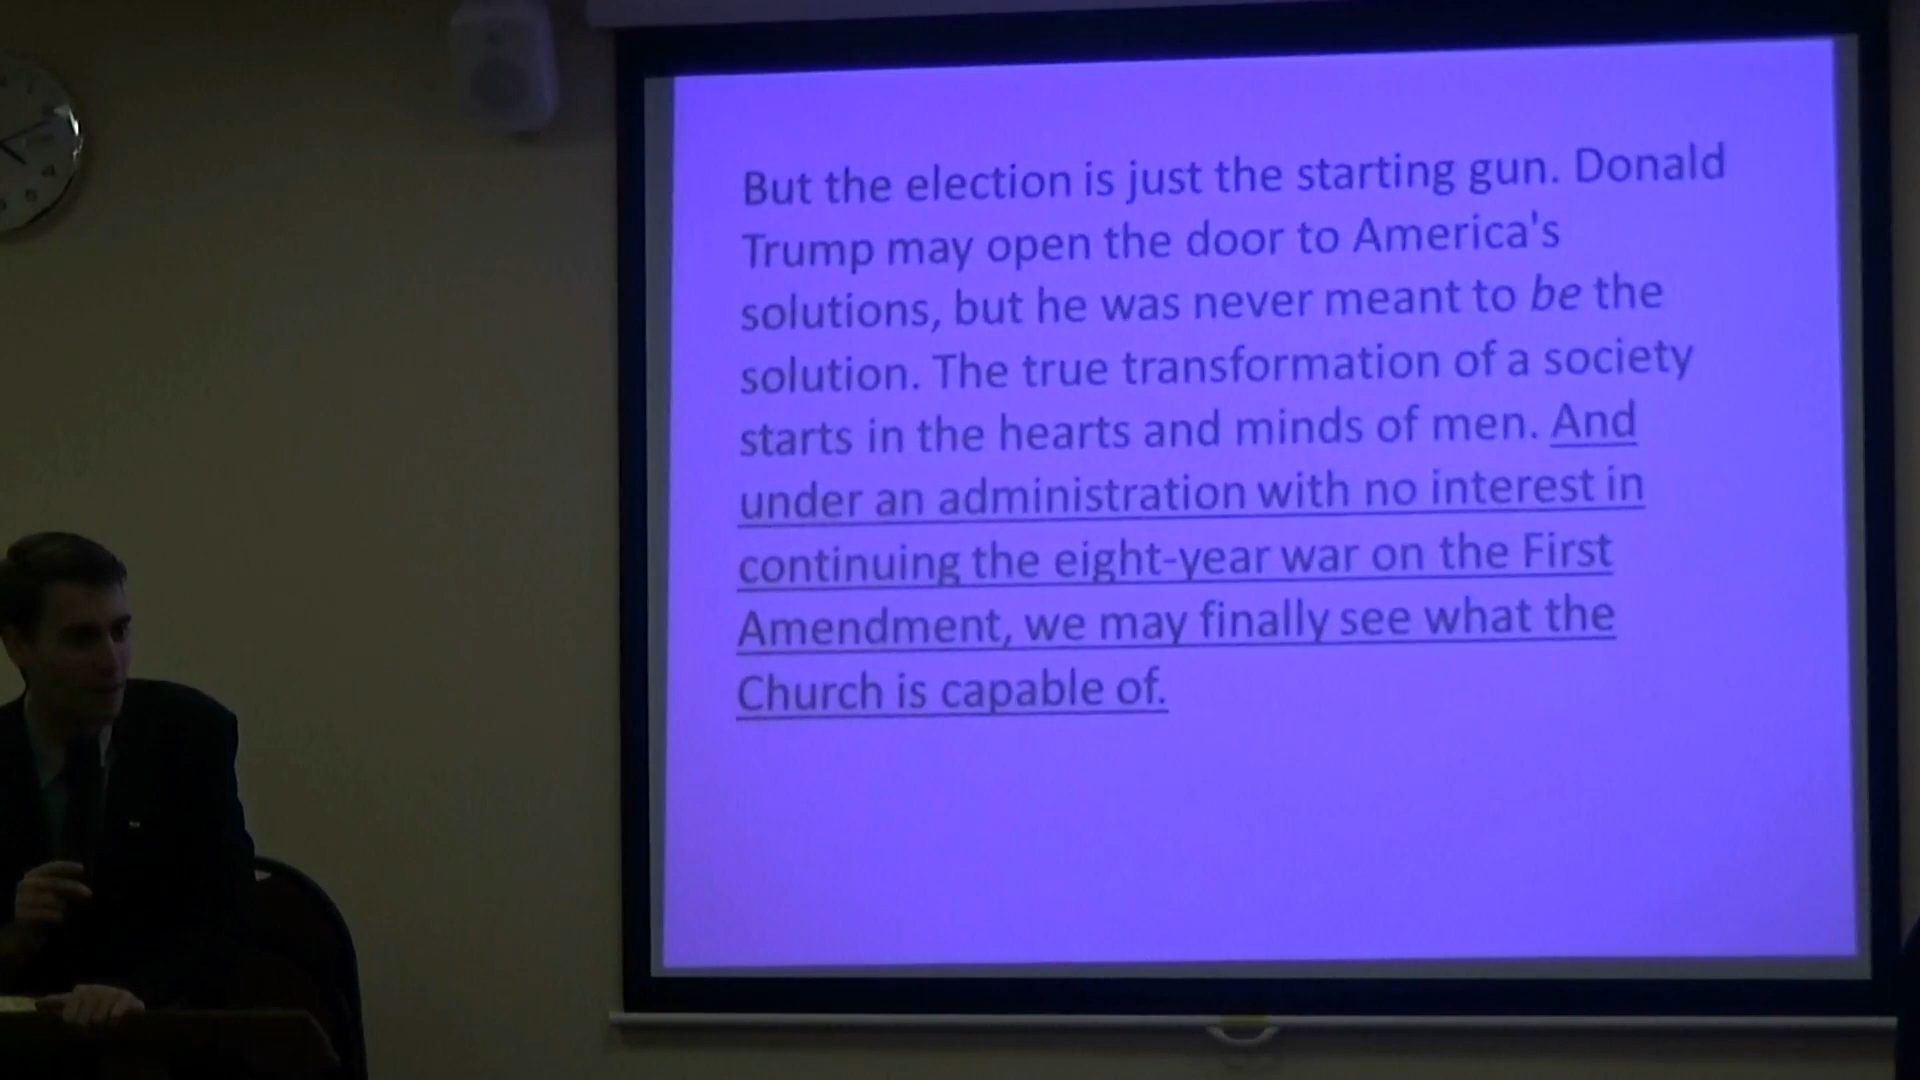 But the election is just the starting gun. Donald
Trump may open the door to America's
solutions, but he was never meant to be the
solution. The true transformation of a society
starts in the hearts and minds of men. And
under an administration with no interest in
continuing the eight-year war on the First
Amendment, we may finally see what the
Church is capable of.